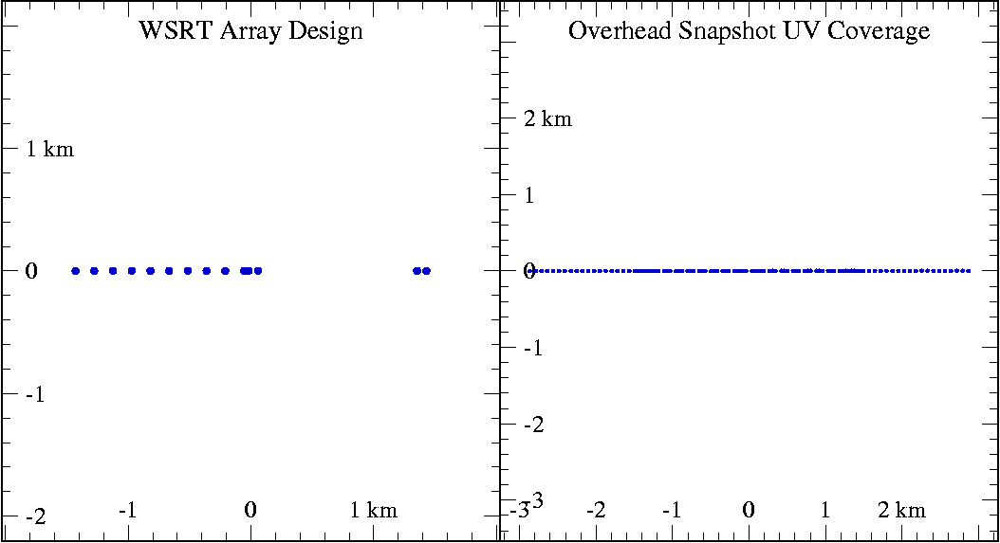 WSRT Array Design
1 km
0
-1
-2
-1 0 1 km
Overhead Snapshot UV Coverage
2 km
1
0
-1
-2
-3
-3 -2 -1 0 1 2 km